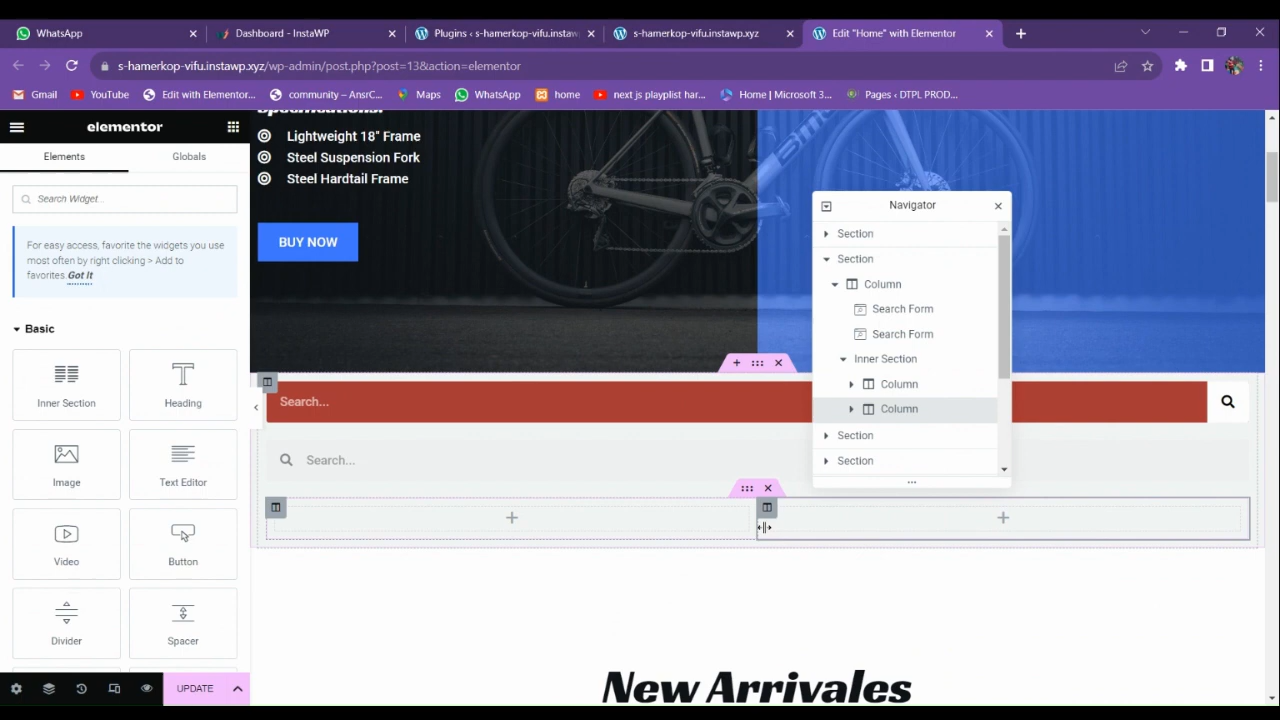 WhatsApp
Dashboard - InstaWP
Plugins ‹ s-hamerkop-vifu.instaw
s-hamerkop-vifu.instawp.xyz
Edit "Home" with Elementor
s-hamerkop-vifu.instawp.xyz/wp-admin/post.php?post=13&action=elementor
Gmail
YouTube
Edit with Elementor...
community – AnsrC...
Maps
WhatsApp
home
next js playplist har...
Home | Microsoft 3...
Pages ‹ DTPL PROD...
elementor
Elements
Globals
Search Widget...
For easy access, favorite the widgets you use
most often by right clicking > Add to
favorites. Got It
Basic
Inner Section
Heading
Image
Text Editor
Video
Button
Divider
Spacer
UPDATE
Lightweight 18" Frame
Steel Suspension Fork
Steel Hardtail Frame
BUY NOW
Navigator
Section
Section
Column
Search Form
Search Form
Inner Section
Column
Column
Section
Section
Search...
Search...
New Arrivales